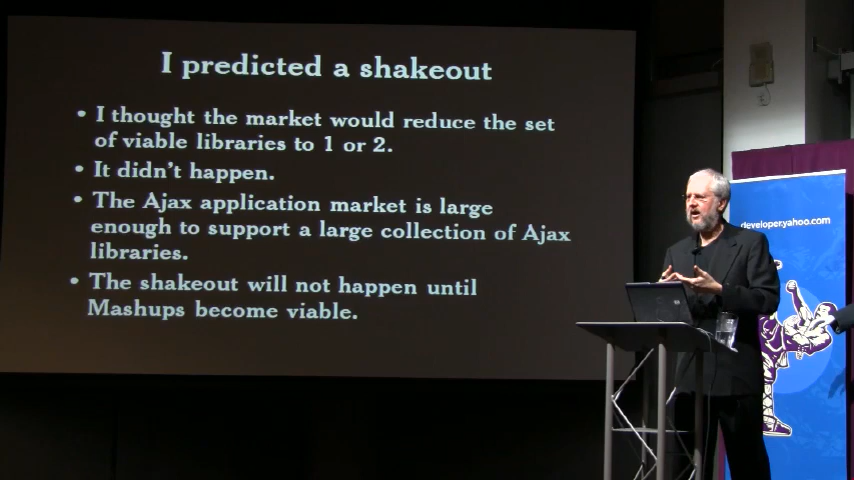 I predicted a shakeout
• I thought the market would reduce the set
of viable libraries to 1 or 2.
• It didn't happen.
• The Ajax application market is large
enough to support a large collection of Ajax
libraries.
• The shakeout will not happen until
Mashups become viable.
developer.yahoo.com